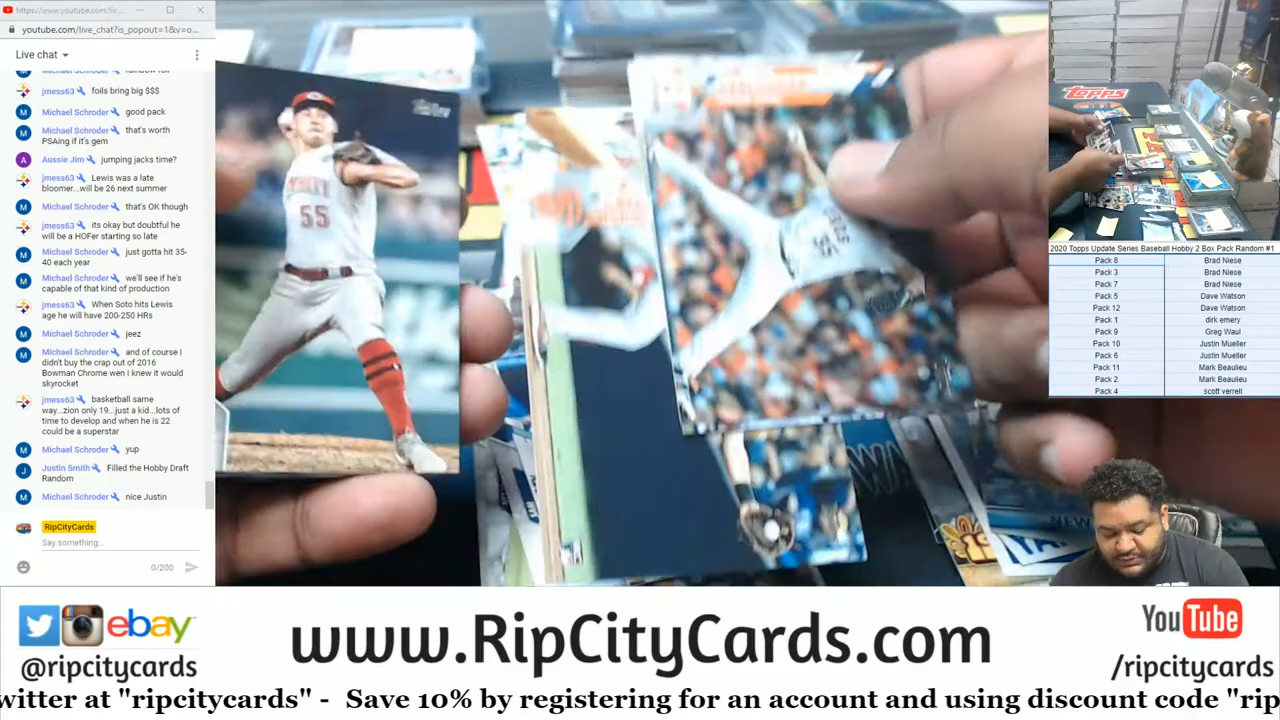 https://www.youtube.com/liv...
youtube.com/live_chat?is_popout=1&v=o...
Live chat
jmess63 foils bring big $$$
Michael Schroder good pack
Michael Schroder that's worth
PSAing if it's gem
Aussie Jim jumping jacks time?
jmess63 Lewis was a late
bloomer...will be 26 next summer
Michael Schroder that's OK though
jmess63 its okay but doubtful he
will be a HOFer starting so late
Michael Schroder just gotta hit 35-
40 each year
Michael Schroder we'll see if he's
capable of that kind of production
jmess63 When Soto hits Lewis
age he will have 200-250 HRs
Michael Schroder jeez
Michael Schroder and of course I
didn't buy the crap out of 2016
Bowman Chrome wen I knew it would
skyrocket
jmess63 basketball same
way...zion only 19...just a kid...lots of
time to develop and when he is 22
could be a superstar
Michael Schroder yup
Justin Smith Filled the Hobby Draft
Random
Michael Schroder nice Justin
RipCityCards
Say something...
0/200
55
Topps
2020 Topps Update Series Baseball Hobby 2 Box Pack Random #1
Pack 8 Brad Niese
Pack 3 Brad Niese
Pack 7 Brad Niese
Pack 5 Dave Watson
Pack 12 Dave Watson
Pack 1 dirk emery
Pack 9 Greg Waul
Pack 10 Justin Mueller
Pack 6 Justin Mueller
Pack 11 Mark Beaulieu
Pack 2 Mark Beaulieu
Pack 4 scott verrell
ebay
@ripcitycards
www.RipCityCards.com
YouTube
/ripcitycards
witter at "ripcitycards" - Save 10% by registering for an account and using discount code "rip